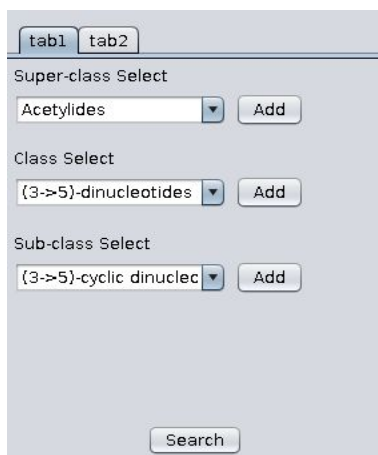 tab1 tab2
Super-class Select
Acetylides Add
Class Select
(3->5)-dinucleotides Add
Sub-class Select
(3->5)-cyclic dinuclec Add
Search